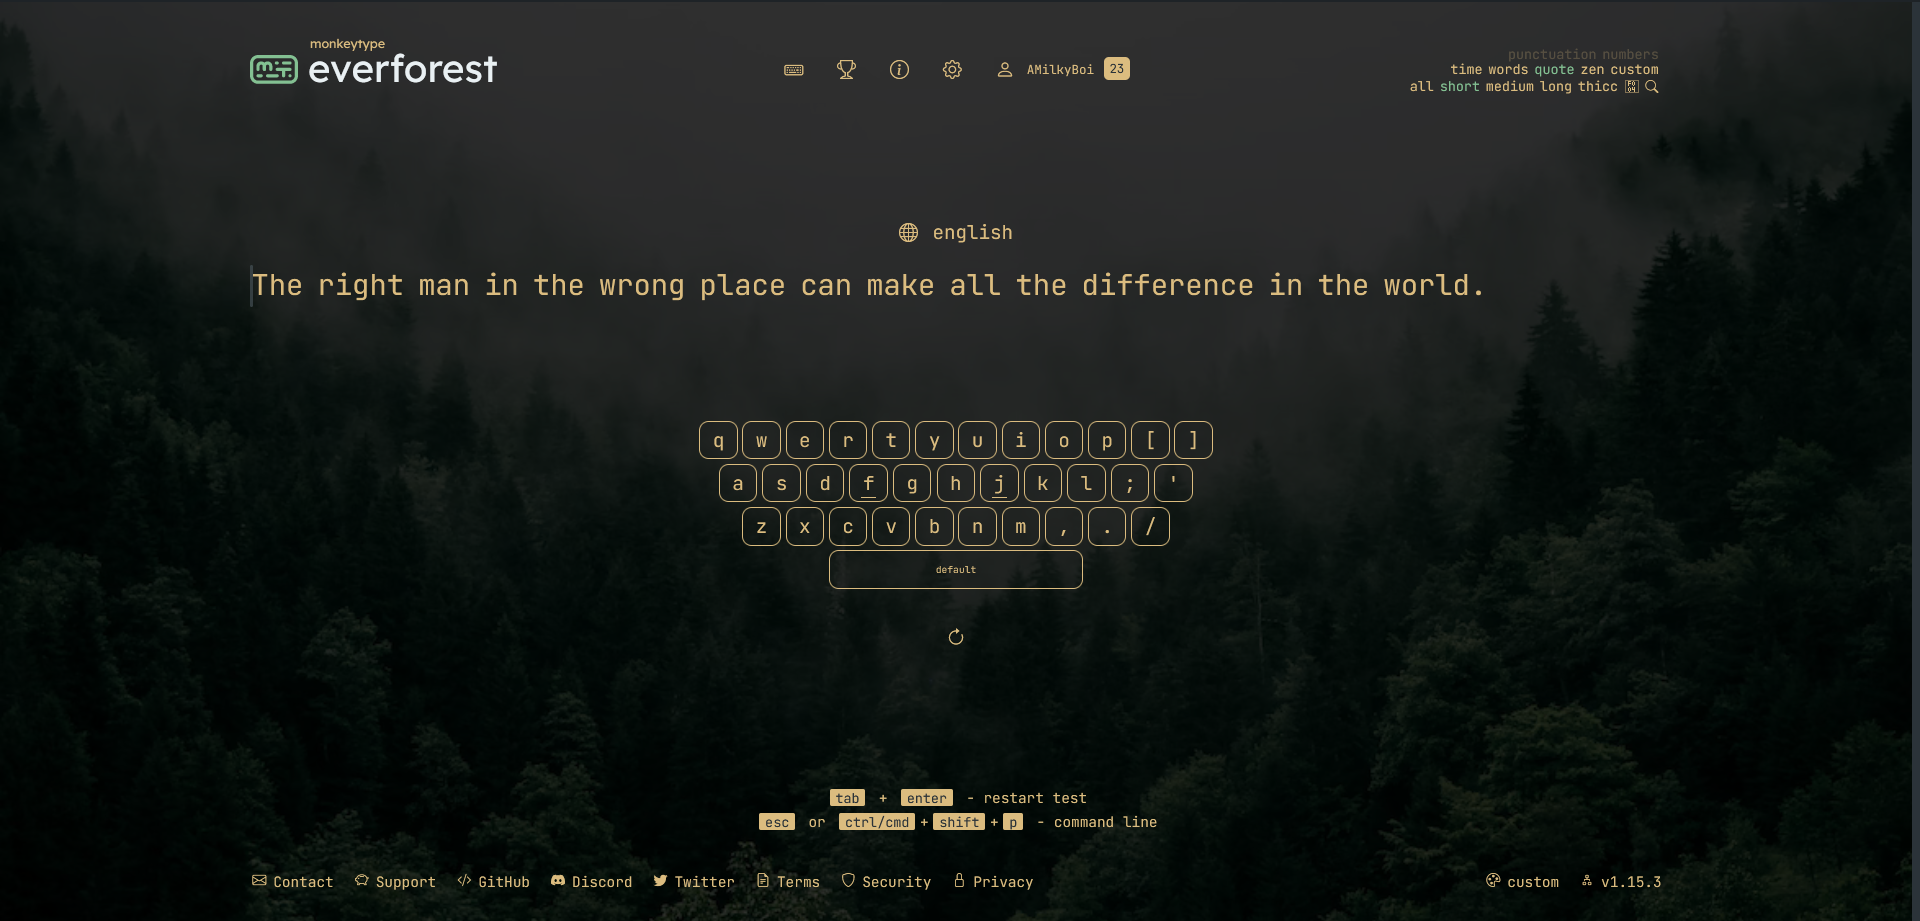 monkeytype
everforest
AMilkyBoi 23
punctuation numbers
time words quote zen custom
all short medium long thicc
english
The right man in the wrong place can make all the difference in the world.
q w e r t y u i o p [ ]
a s d f g h j k l ; '
z x c v b n m , . /
default
tab + enter - restart test
esc or ctrl/cmd + shift + p - command line
Contact Support GitHub Discord Twitter Terms Security Privacy custom v1.15.3